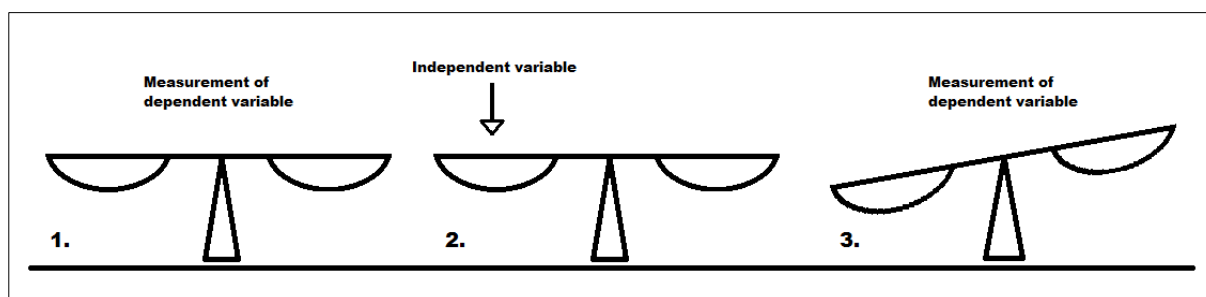 Measurement of
dependent variable
Independent variable
Measurement of
dependent variable
1.
2.
3.